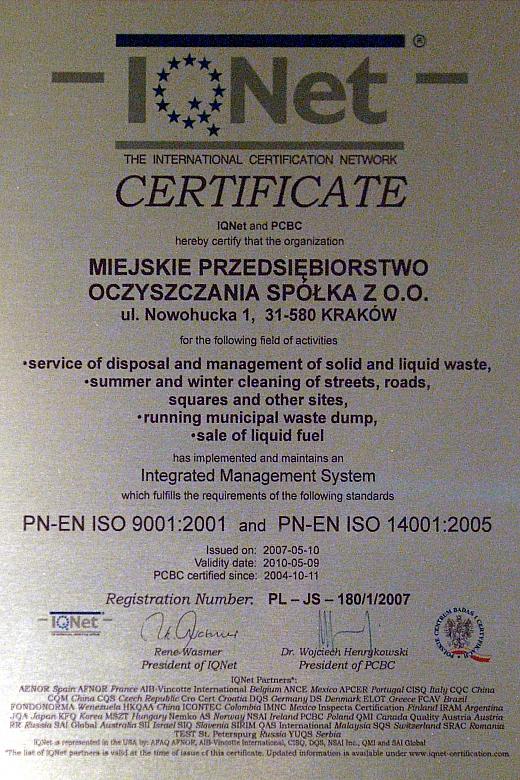 IQNet ®
THE INTERNATIONAL CERTIFICATION NETWORK
CERTIFICATE
IQNet and PCBC
hereby certify that the organization
MIEJSKIE PRZEDSIĘBIORSTWO
OCZYSZCZANIA SPÓŁKA Z O.O.
ul. Nowohucka 1, 31-580 KRAKÓW
for the following field of activities
•service of disposal and management of solid and liquid waste,
•summer and winter cleaning of streets, roads,
squares and other sites,
•running municipal waste dump,
•sale of liquid fuel
has implemented and maintains an
Integrated Management System
which fulfills the requirements of the following standards
PN-EN ISO 9001:2001 and PN-EN ISO 14001:2005
Issued on: 2007-05-10
Validity date: 2010-05-09
PCBC certified since: 2004-10-11
Registration Number: PL – JS – 180/1/2007
IQNet
Rene Wasmer
President of IQNet
Dr. Wojciech Henrykowski
President of PCBC
POLSKIE CENTRUM BADAŃ I CERTYFIKACJI
IQNet Partners*:
AENOR Spain AFNOR France AIB-Vincotte International Belgium ANCE Mexico APCER Portugal CISQ Italy CQC China
CQM China CQS Czech Republic Cro Cert Croatia DQS Germany DS Denmark ELOT Greece FCAV Brazil
FONDONORMA Wenezuela HKQAA China ICONTEC Colombia IMNC Mexico Inspecta Certification Finland IRAM Argentina
JQA Japan KFQ Korea MSZT Hungary Nemko AS Norway NSAI Ireland PCBC Poland QMI Canada Quality Austria Austria
RR Russia SAI Global Australia SII Israel SIQ Slovenia SIRIM QAS International Malaysia SQS Switzerland SRAC Romania
TEST St. Petersburg Russia YUQS Serbia
IQNet is represented in the USA by: APAQ AFNOR, AIB-Vincotte International, CISQ, DQS, NSAI Inc., QMI and SAI Global
*The list of IQNet partners is valid at the time of issue of this certificate. Updated information is available under www.iqnet-certification.com